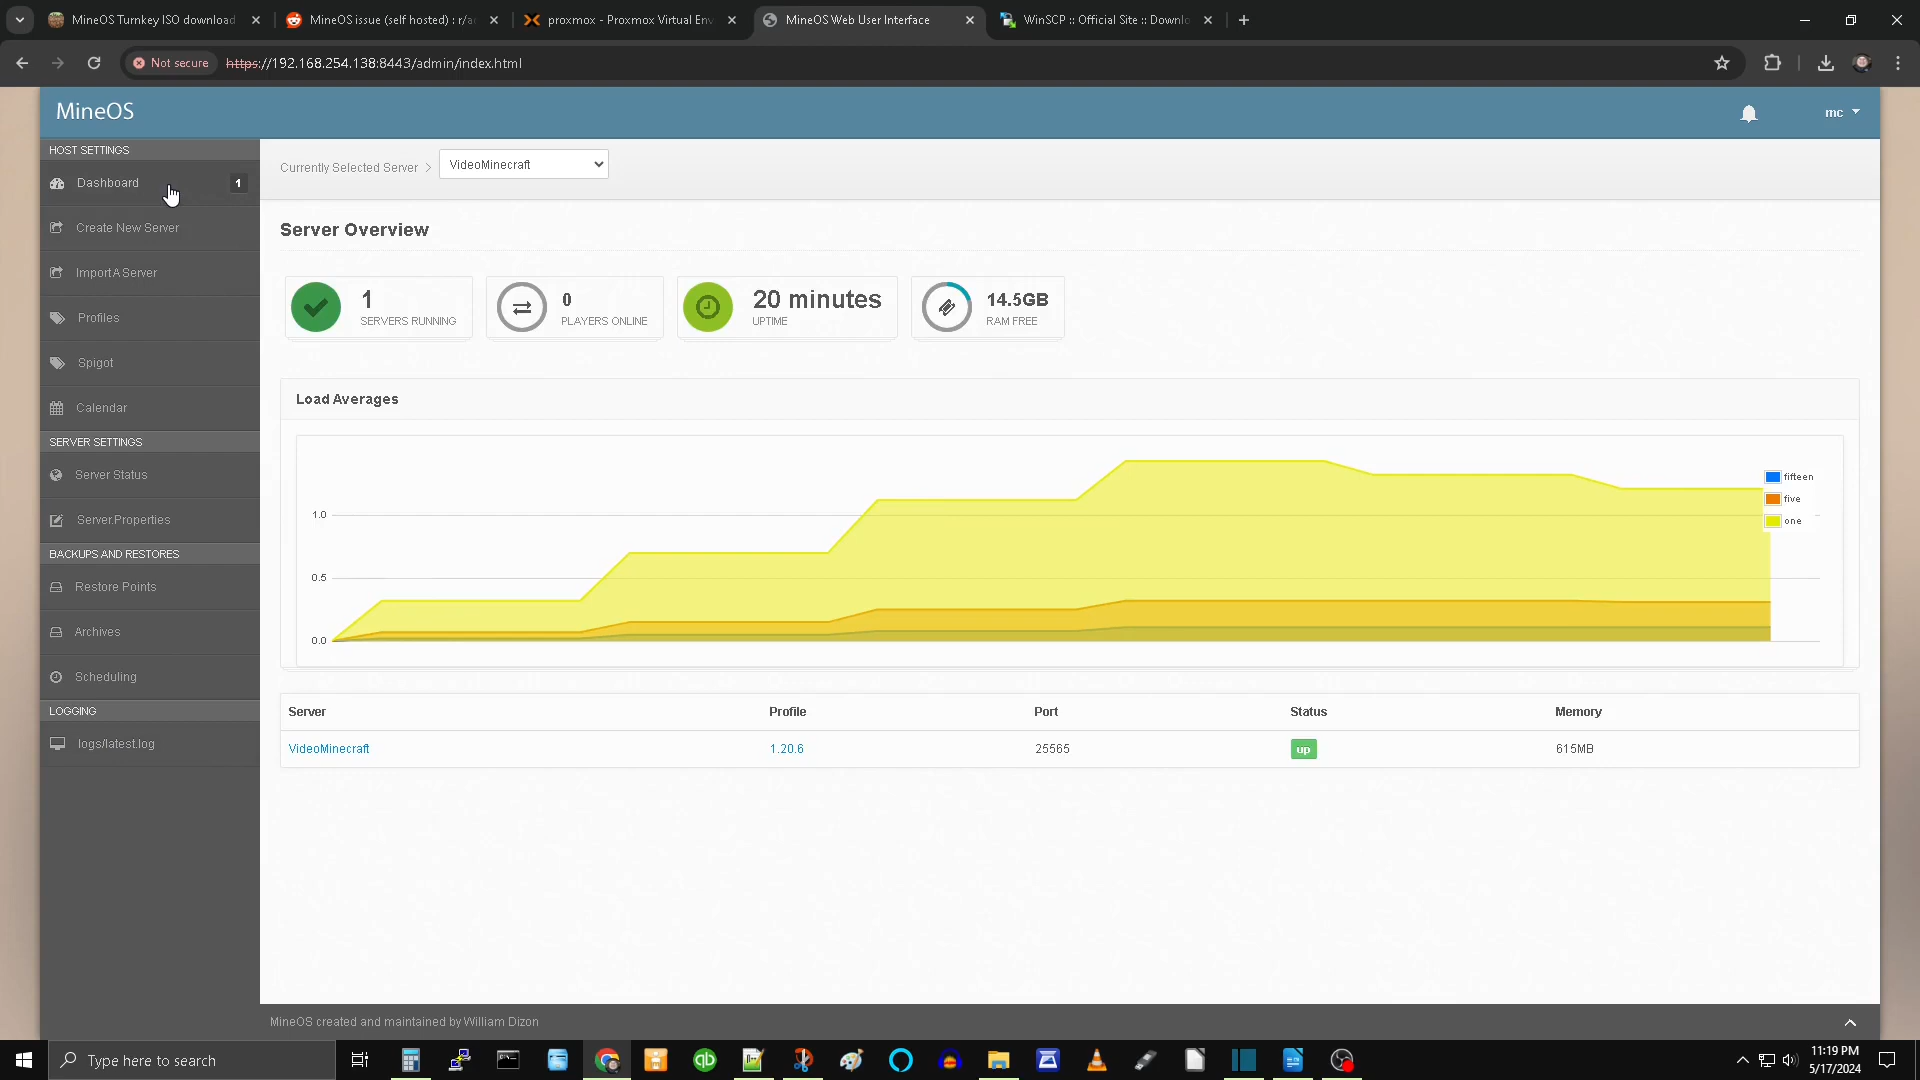 MineOS Turnkey ISO download
MineOS issue (self hosted) : r/a
proxmox - Proxmox Virtual Env
MineOS Web User Interface
WinSCP :: Official Site :: Downlo
Not secure
https://192.168.254.138:8443/admin/index.html
MineOS
mc
HOST SETTINGS
Dashboard
1
Create New Server
Import A Server
Profiles
Spigot
Calendar
SERVER SETTINGS
Server Status
Server.Properties
BACKUPS AND RESTORES
Restore Points
Archives
Scheduling
LOGGING
logs/latest.log
Currently Selected Server
VideoMinecraft
Server Overview
1
SERVERS RUNNING
0
PLAYERS ONLINE
20 minutes
UPTIME
14.5GB
RAM FREE
Load Averages
1.0
0.5
0.0
fifteen
five
one
Server Profile Port Status Memory
VideoMinecraft 1.20.6 25565 up 615MB
MineOS created and maintained by William Dizon
Type here to search
11:19 PM
5/17/2024